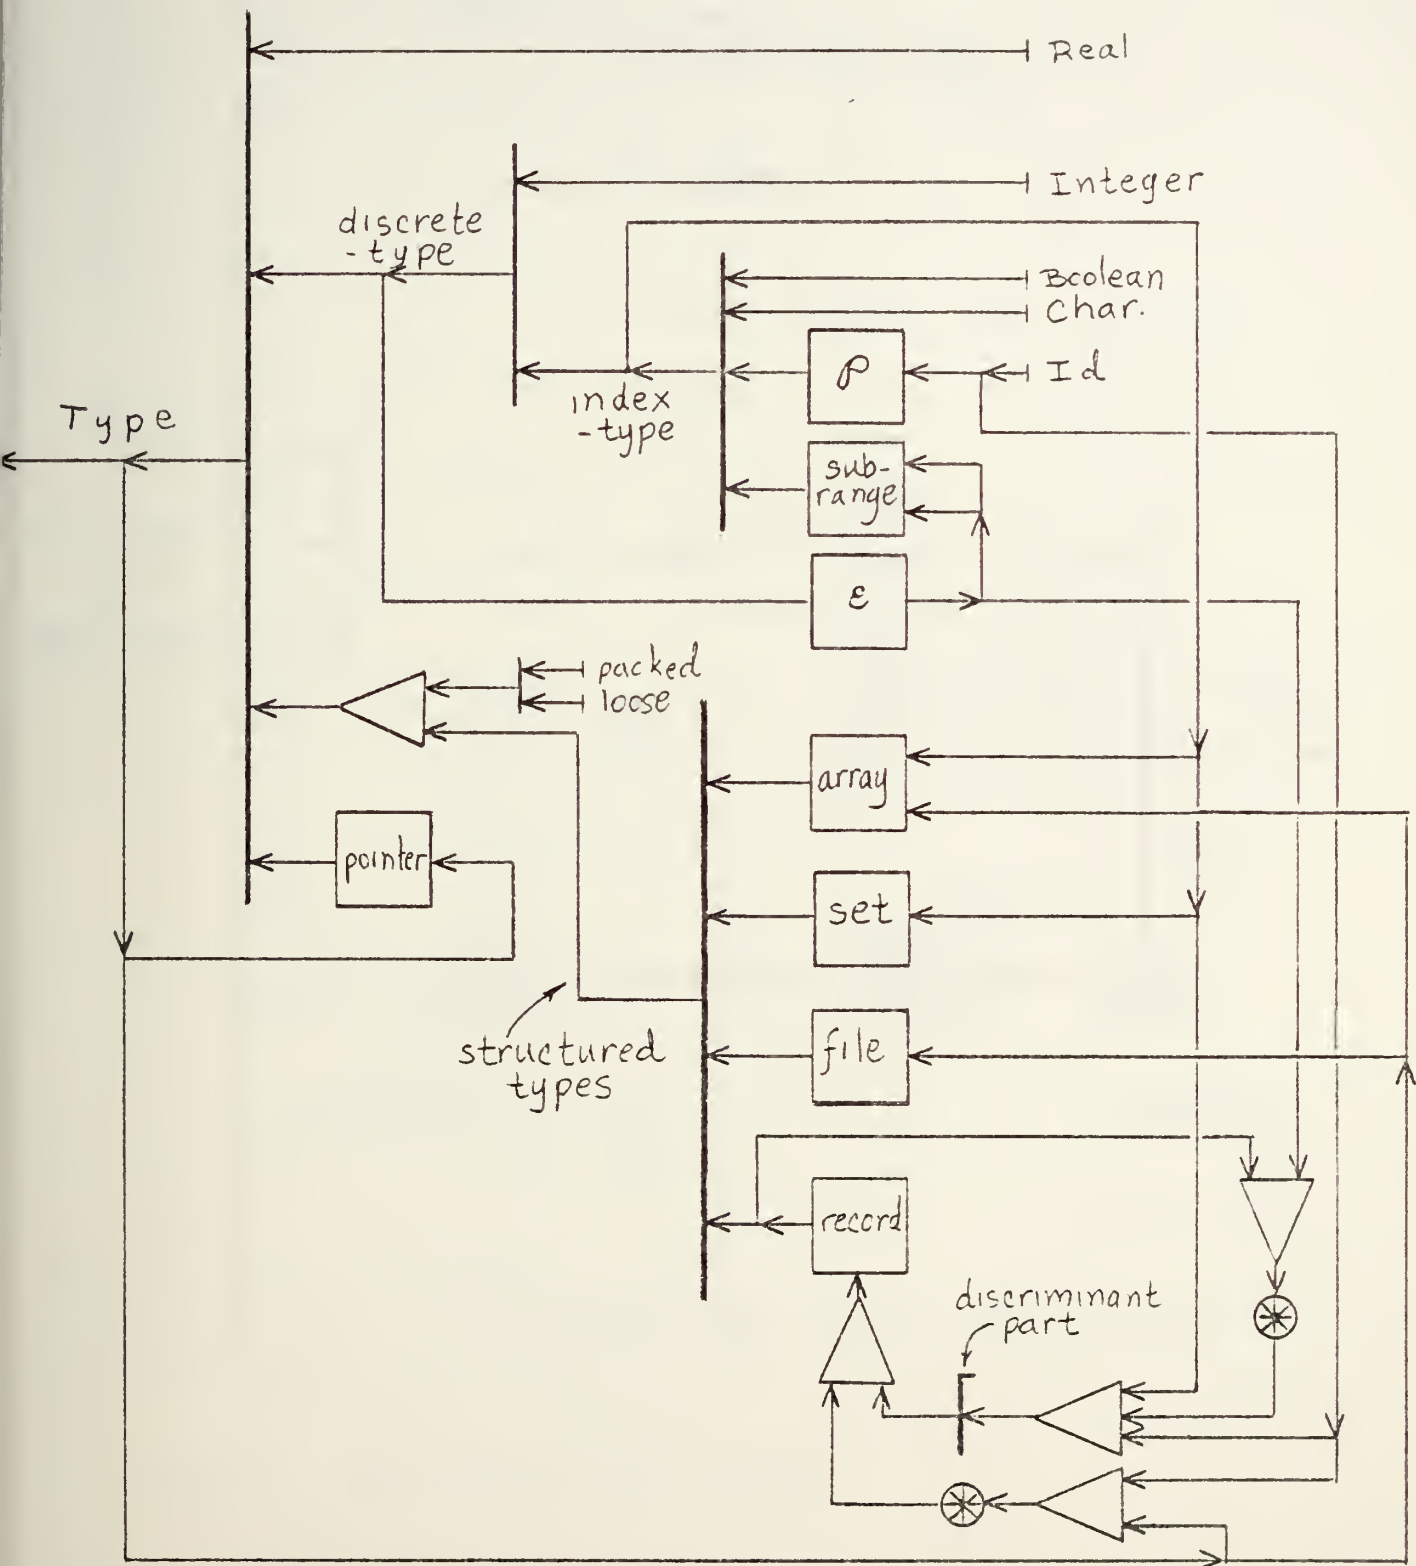 Real
Integer
discrete
-type
Boolean
Char.
𝒫
Id
index
-type
Type
sub-
range
ε
packed
loose
array
pointer
set
structured
types
file
record
discriminant
part